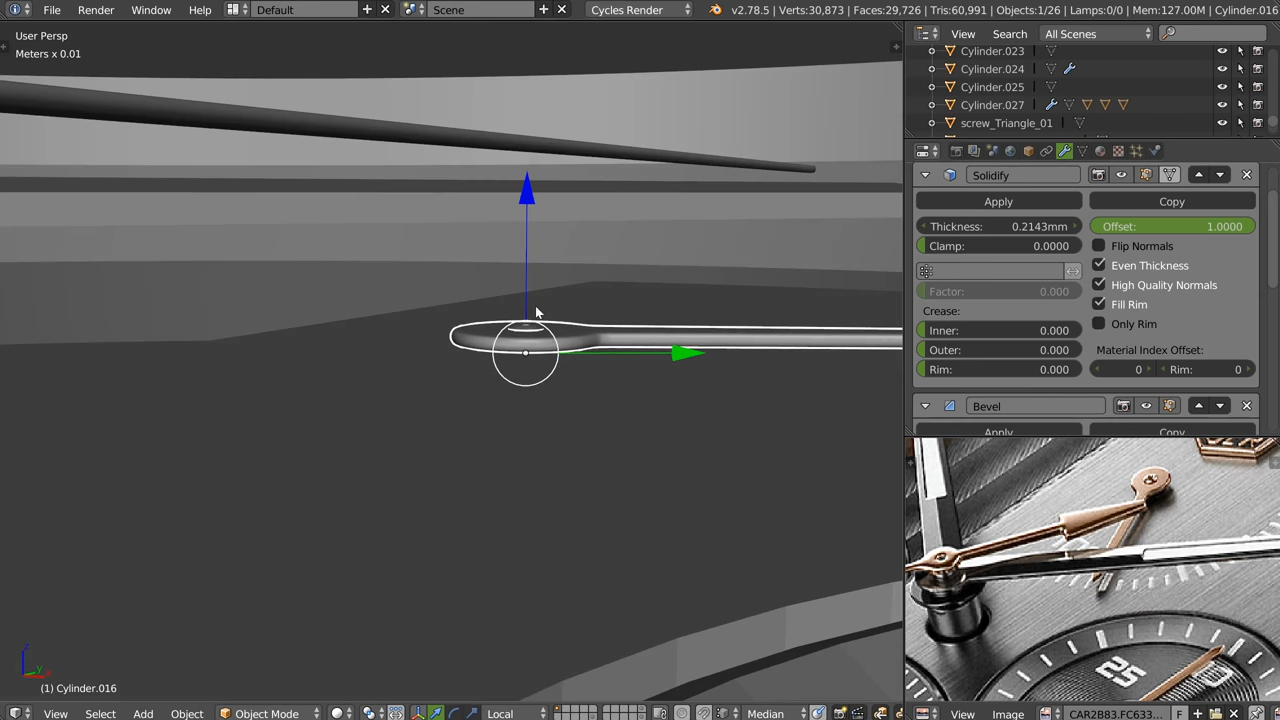 File Render Window Help Default Scene Cycles Render v2.78.5 | Verts:30,873 | Faces:29,726 | Tris:60,991 | Objects:1/26 | Lamps:0/0 | Mem:127.00M | Cylinder.016
User Persp
Meters x 0.01
View Search All Scenes
Cylinder.023
Cylinder.024
Cylinder.025
Cylinder.027
screw_Triangle_01
Solidify
Apply Copy
Thickness: 0.2143mm Offset: 1.0000
Clamp: 0.0000 Flip Normals
Even Thickness
Factor: 0.000 High Quality Normals
Crease: Fill Rim
Inner: 0.000 Only Rim
Outer: 0.000 Material Index Offset:
Rim: 0.000 0 Rim: 0
Bevel
Apply Copy
25
z
y
x
(1) Cylinder.016
View Select Add Object Object Mode Local Median View Image CAR2B83.FC633... F